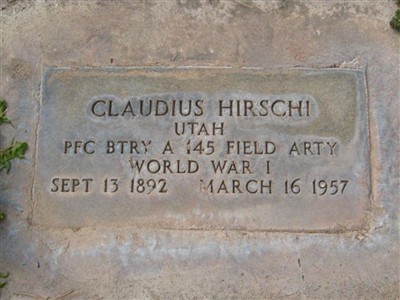 CLAUDIUS HIRSCHI
UTAH
PFC BTRY A 145 FIELD ARTY
WORLD WAR I
SEPT 13 1892 MARCH 16 1957